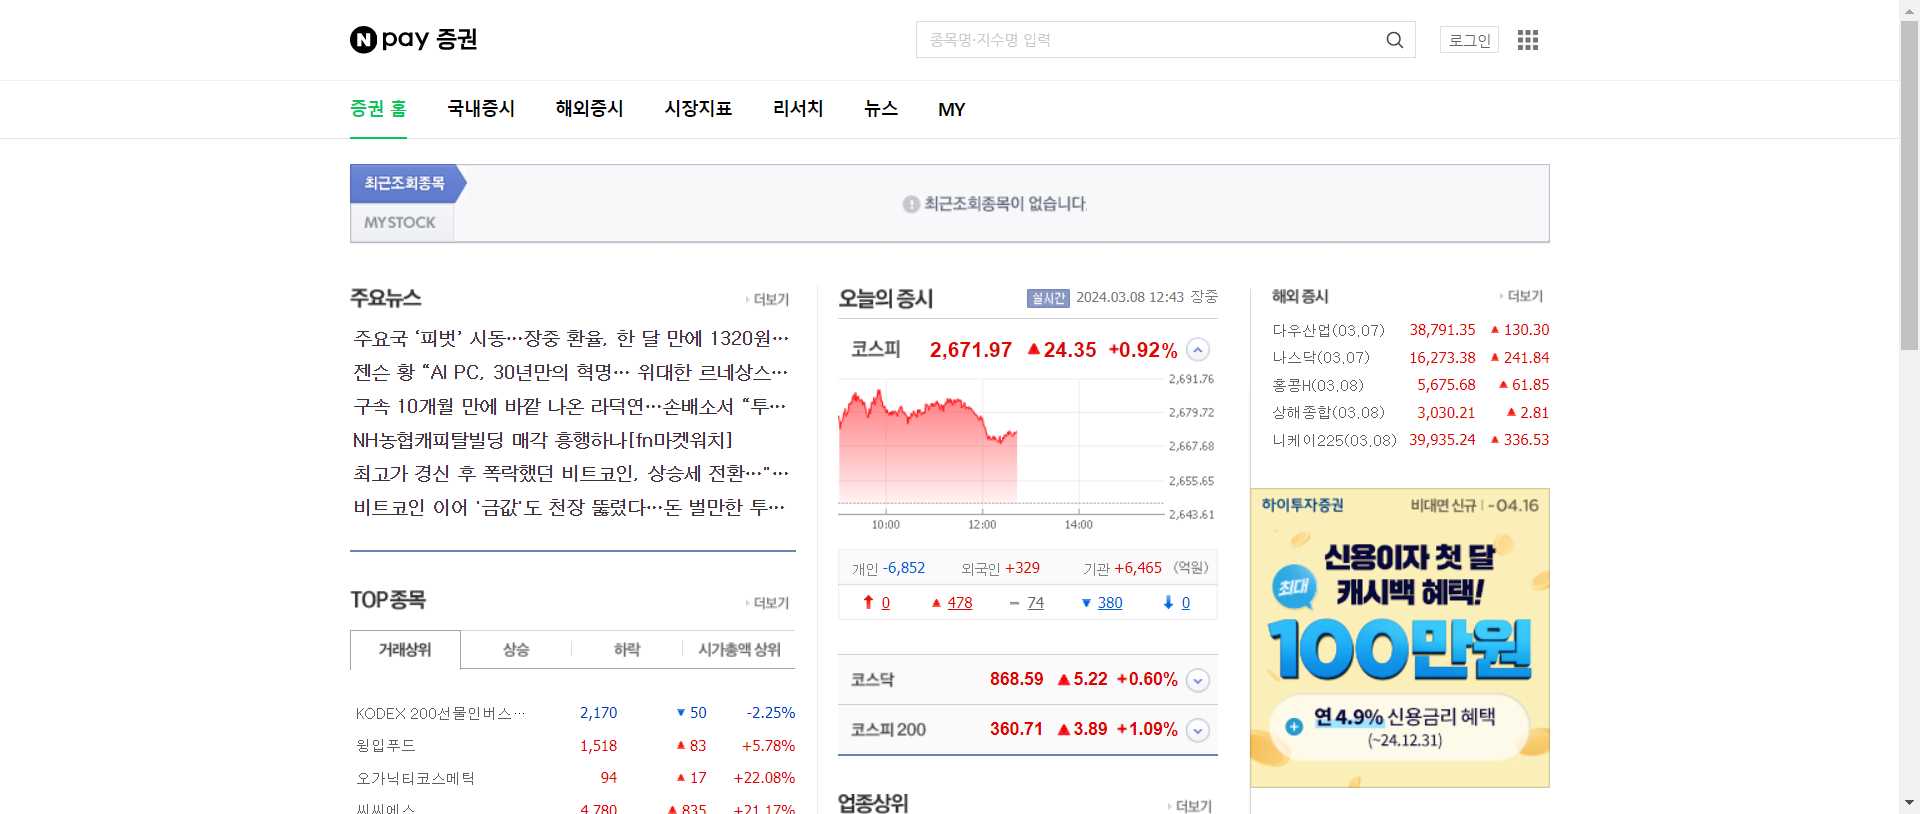 N pay 증권
종목명·지수명 입력
로그인
증권 홈 국내증시 해외증시 시장지표 리서치 뉴스 MY
최근조회종목
MY STOCK
최근조회종목이 없습니다.
주요뉴스 더보기
주요국 ‘피벗’ 시동…장중 환율, 한 달 만에 1320원…
젠슨 황 “AI PC, 30년만의 혁명… 위대한 르네상스…
구속 10개월 만에 바깥 나온 라덕연…손배소서 “투…
NH농협캐피탈빌딩 매각 흥행하나[fn마켓워치]
최고가 경신 후 폭락했던 비트코인, 상승세 전환…"…
비트코인 이어 '금값'도 천장 뚫렸다…돈 벌만한 투…
TOP 종목 더보기
거래상위 상승 하락 시가총액 상위
KODEX 200선물인버스… 2,170 ▼ 50 -2.25%
윙입푸드 1,518 ▲ 83 +5.78%
오가닉티코스메틱 94 ▲ 17 +22.08%
씨씨에스 4,780 ▲ 835 +21.17%
오늘의 증시 실시간 2024.03.08 12:43 장중
코스피 2,671.97 ▲ 24.35 +0.92%
2,691.76
2,679.72
2,667.68
2,655.65
2,643.61
10:00 12:00 14:00
개인 -6,852 외국인 +329 기관 +6,465 (억원)
↑ 0 ▲ 478 – 74 ▼ 380 ↓ 0
코스닥 868.59 ▲ 5.22 +0.60%
코스피 200 360.71 ▲ 3.89 +1.09%
업종상위 더보기
해외 증시 더보기
다우산업(03.07) 38,791.35 ▲ 130.30
나스닥(03.07) 16,273.38 ▲ 241.84
홍콩H(03.08) 5,675.68 ▲ 61.85
상해종합(03.08) 3,030.21 ▲ 2.81
니케이225(03.08) 39,935.24 ▲ 336.53
하이투자증권 비대면 신규 | ~04.16
신용이자 첫 달
최대 캐시백 혜택!
100만원
연 4.9% 신용금리 혜택
(~24.12.31)